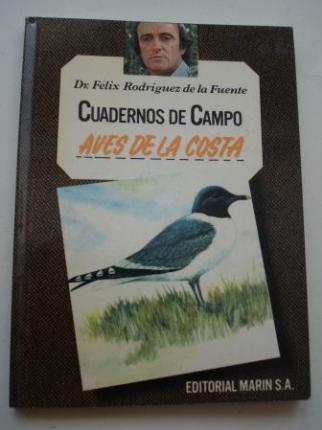 Dr. Félix Rodríguez de la Fuente
CUADERNOS DE CAMPO
AVES DE LA COSTA
EDITORIAL MARIN S.A.